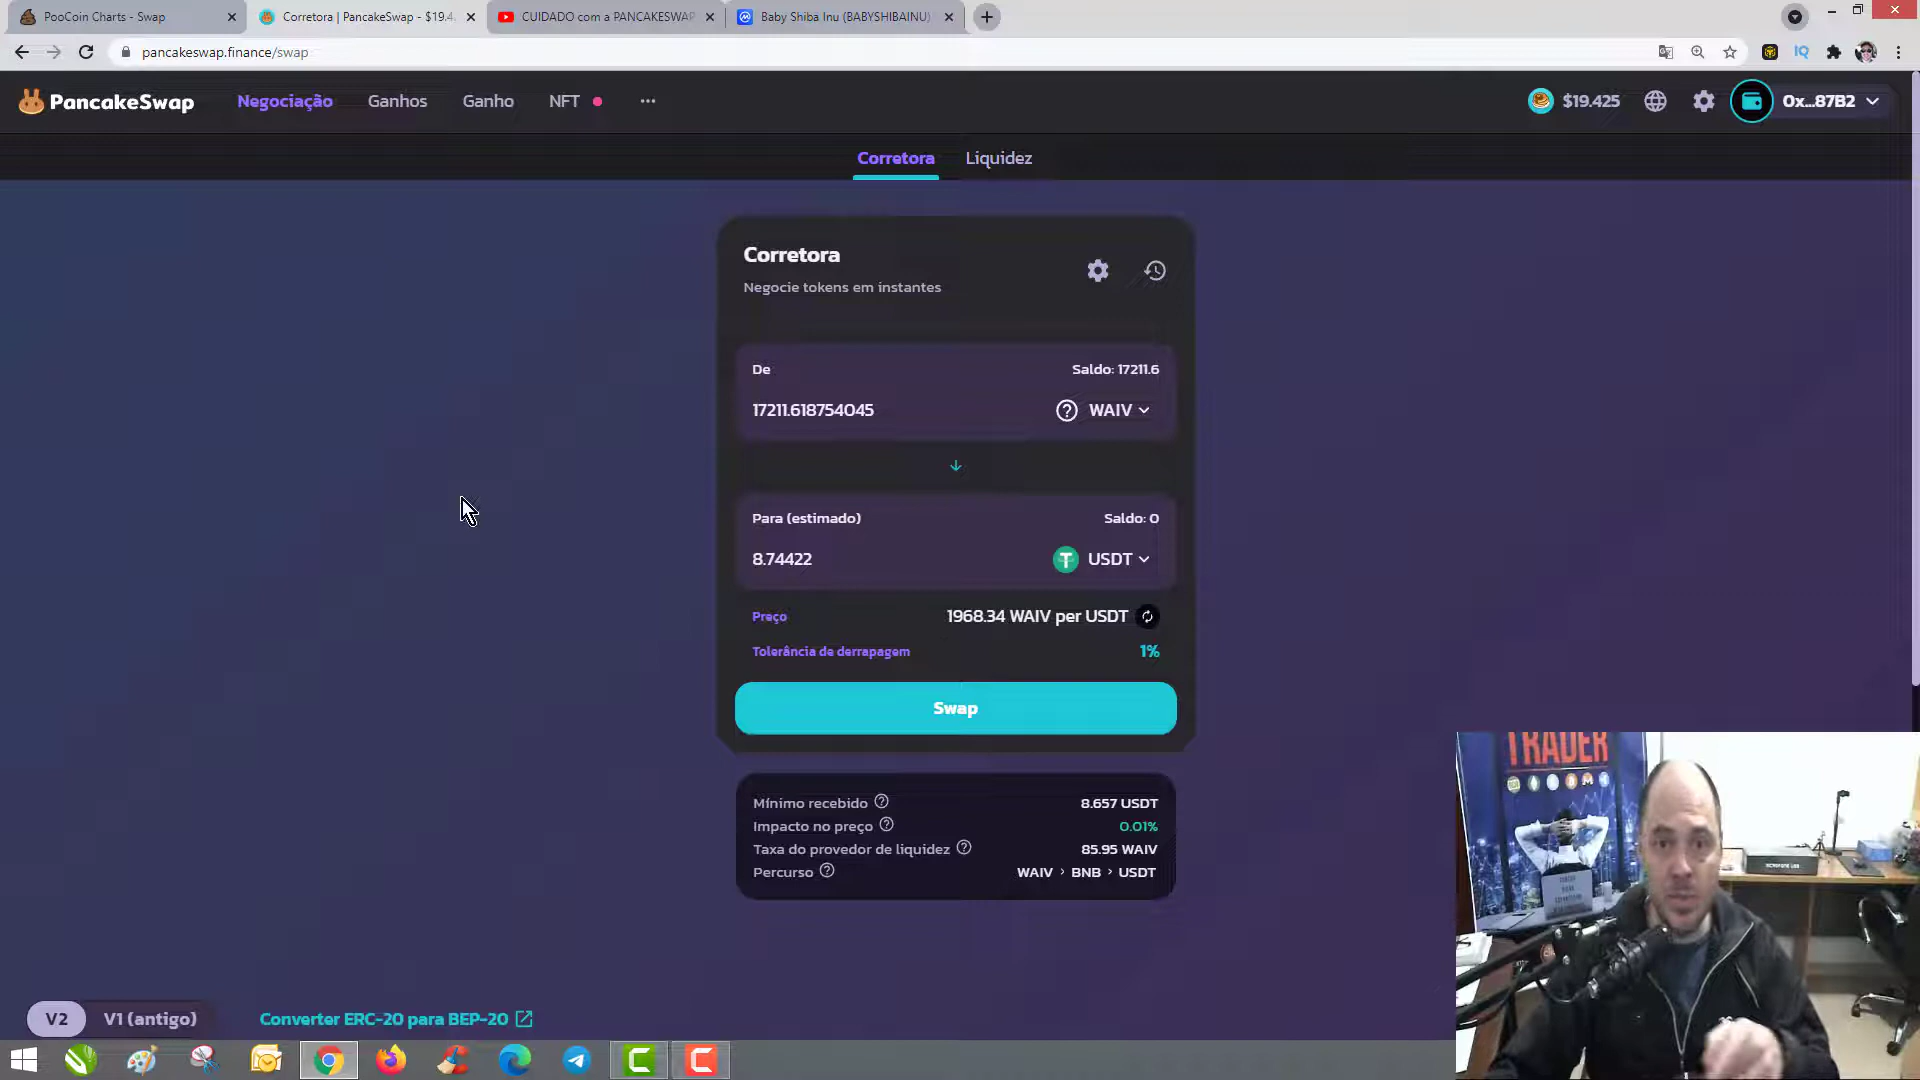 PooCoin Charts - Swap
Corretora | PancakeSwap - $19.4
CUIDADO com a PANCAKESWAP
Baby Shiba Inu (BABYSHIBAINU)
pancakeswap.finance/swap
IQ
PancakeSwap
Negociação
Ganhos
Ganho
NFT
$19.425
0x...87B2
Corretora
Liquidez
Corretora
Negocie tokens em instantes
De
Saldo: 17211.6
17211.618754045
WAIV
Para (estimado)
Saldo: 0
8.74422
USDT
Preço
1968.34 WAIV per USDT
Tolerância de derrapagem
1%
Swap
Mínimo recebido
8.657 USDT
Impacto no preço
0.01%
Taxa do provedor de liquidez
85.95 WAIV
Percurso
WAIV > BNB > USDT
V2
V1 (antigo)
Converter ERC-20 para BEP-20
TRADER